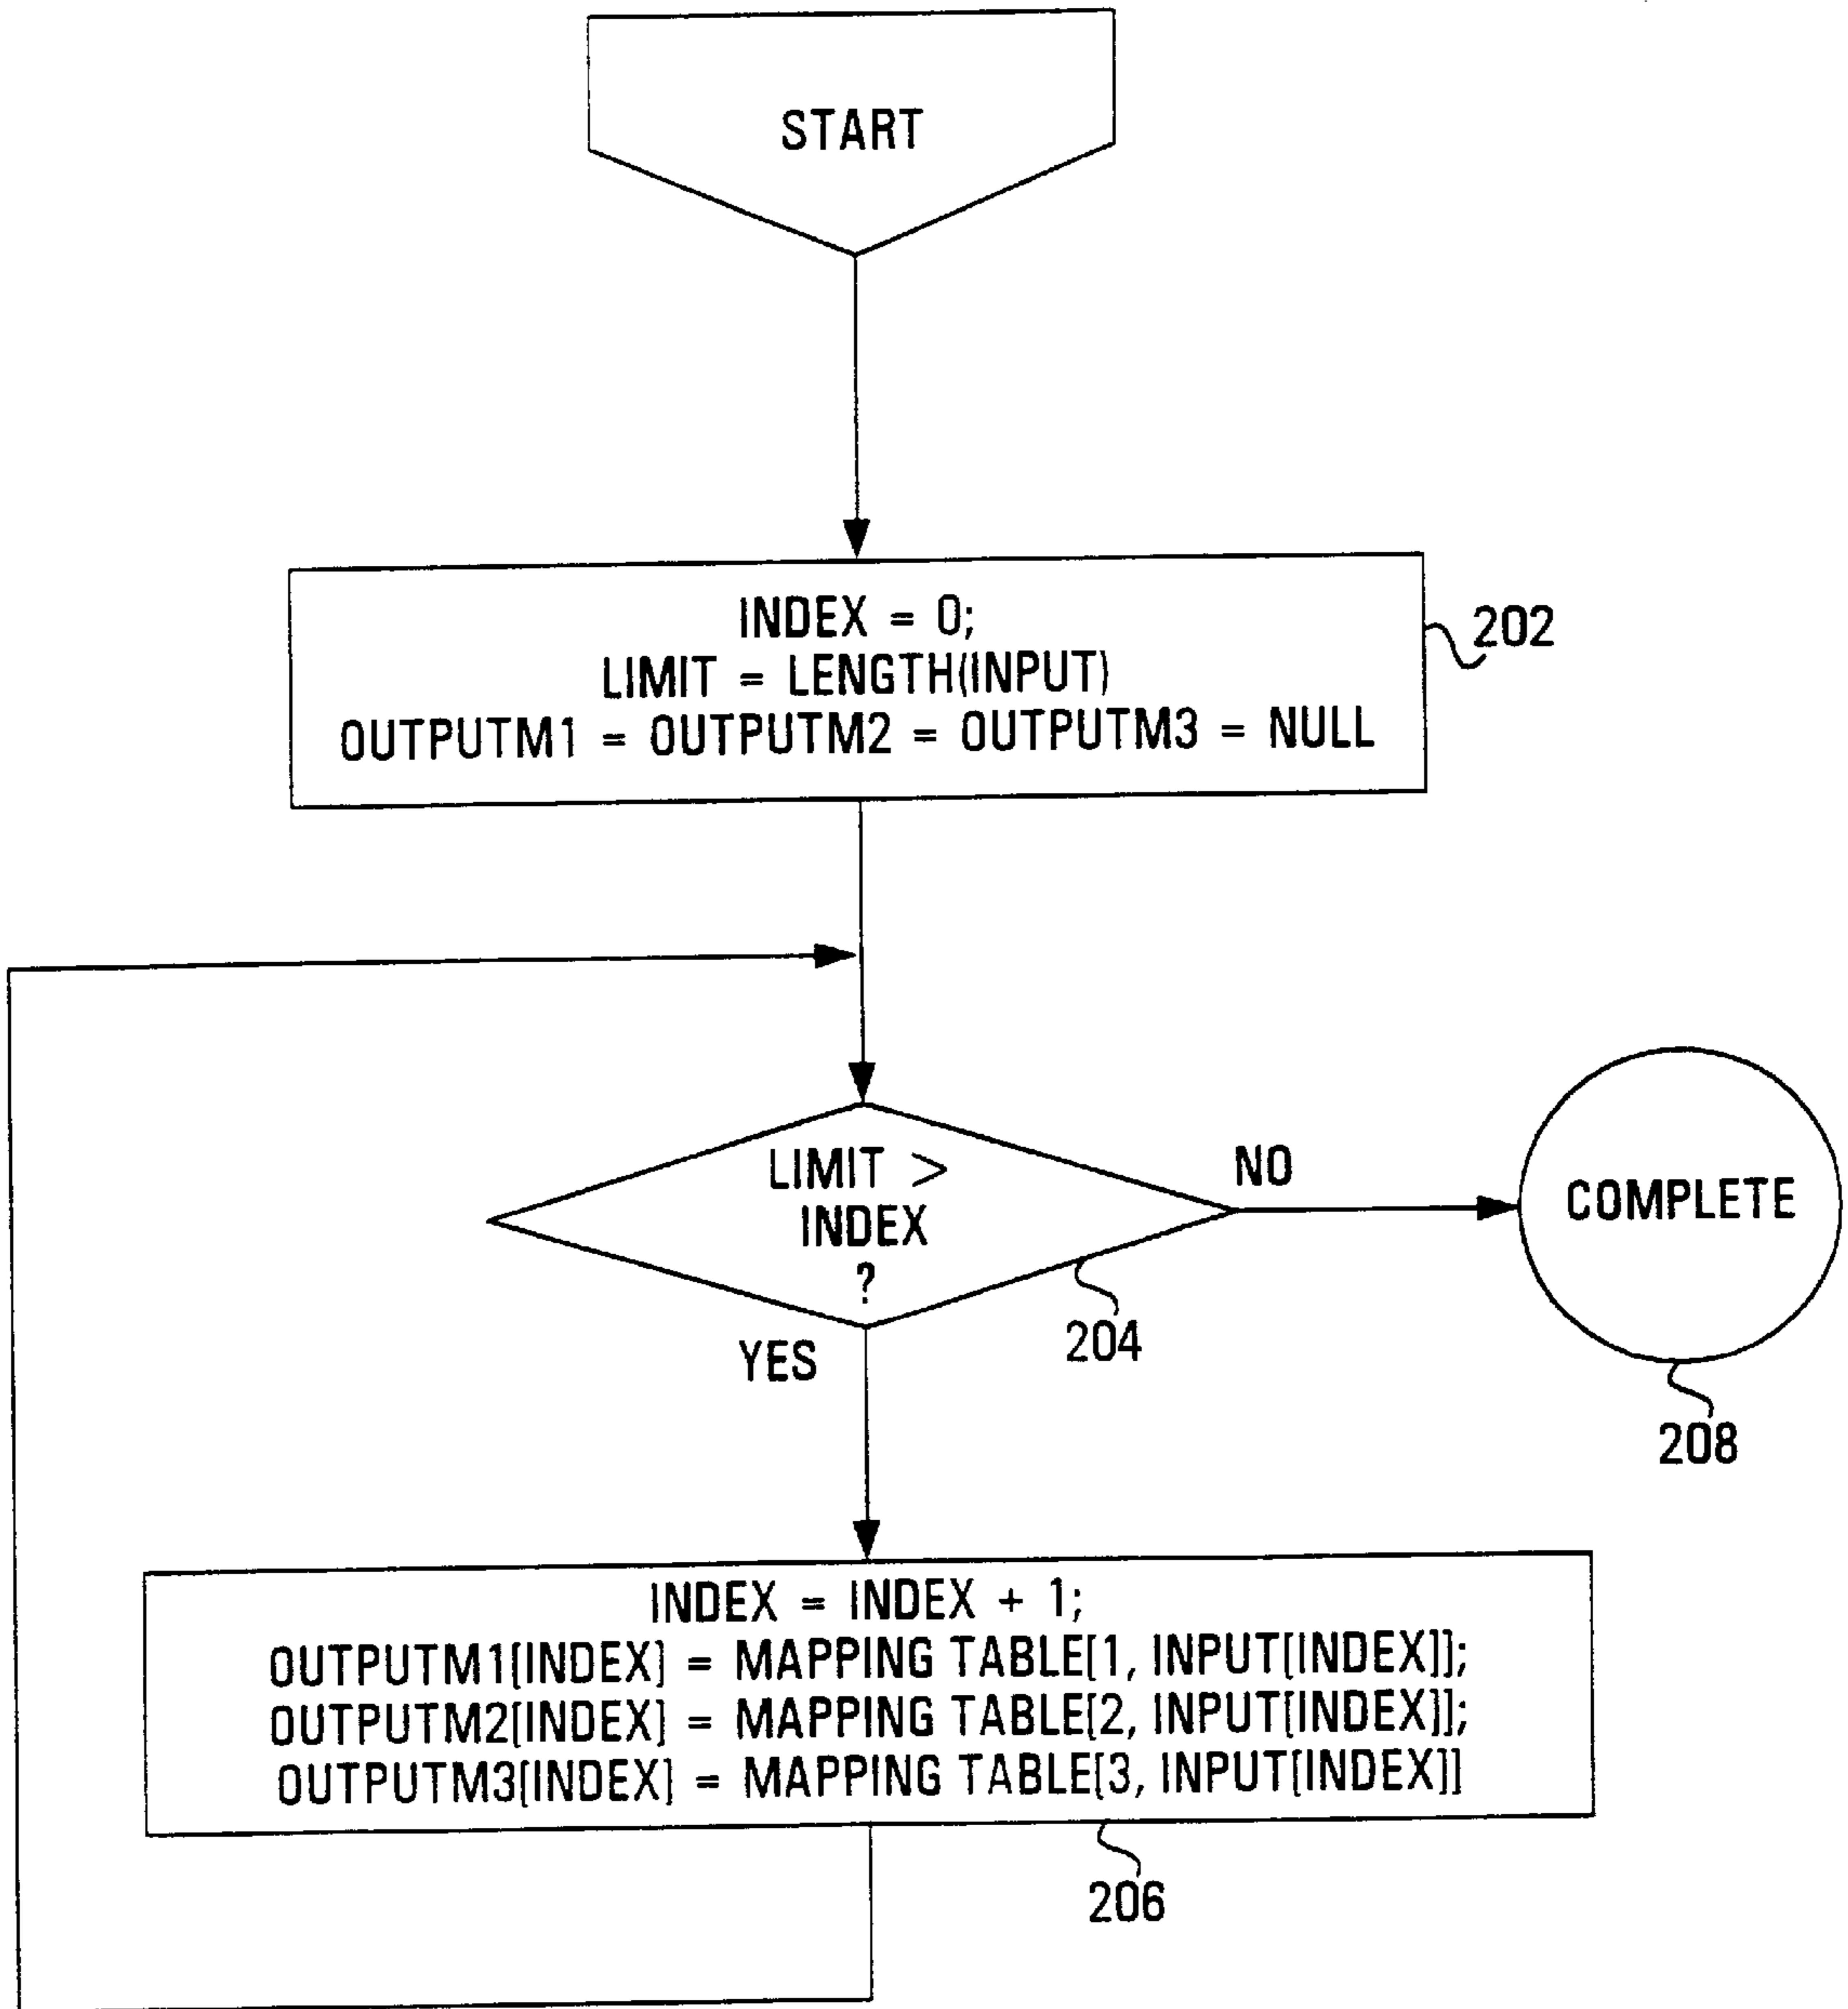 START
INDEX = 0;
LIMIT = LENGTH(INPUT)
OUTPUTM1 = OUTPUTM2 = OUTPUTM3 = NULL
202
LIMIT >
INDEX
?
NO
COMPLETE
204
YES
208
INDEX = INDEX + 1;
OUTPUTM1[INDEX] = MAPPING TABLE[1, INPUT[INDEX]];
OUTPUTM2[INDEX] = MAPPING TABLE[2, INPUT[INDEX]];
OUTPUTM3[INDEX] = MAPPING TABLE[3, INPUT[INDEX]]
206